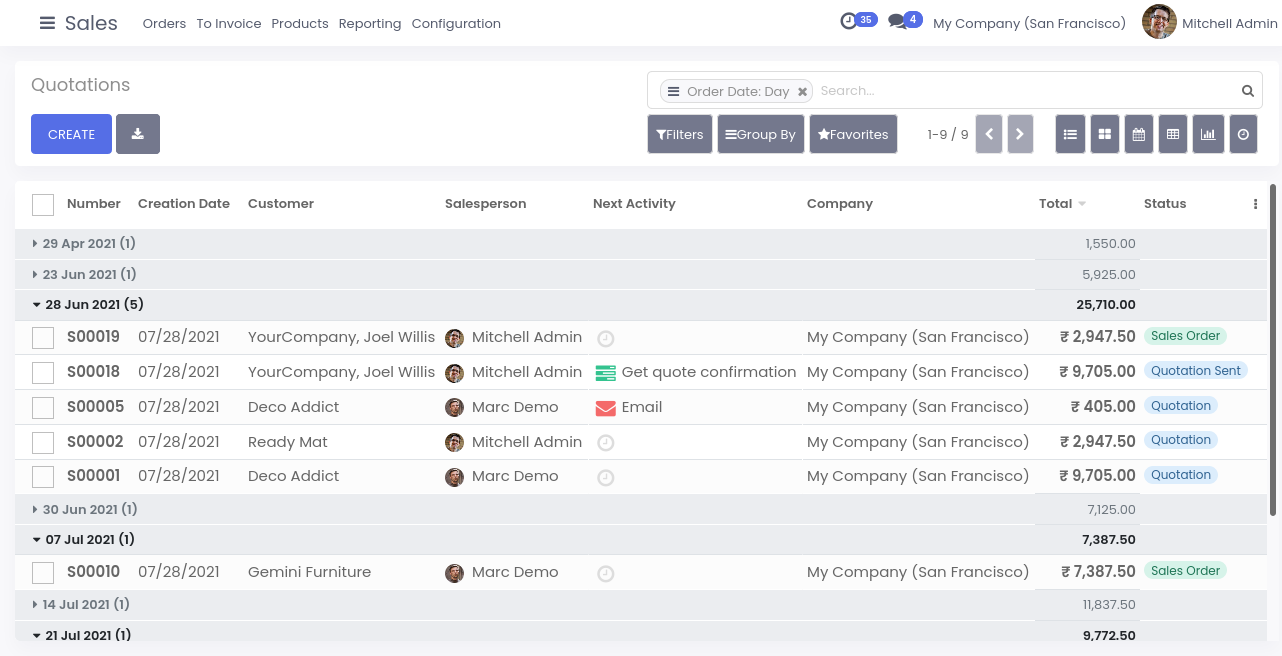 Sales Orders To Invoice Products Reporting Configuration 35 4 My Company (San Francisco) Mitchell Admin
Quotations
Order Date: Day Search...
CREATE
Filters Group By Favorites 1-9 / 9
Number Creation Date Customer Salesperson Next Activity Company Total Status
29 Apr 2021 (1) 1,550.00
23 Jun 2021 (1) 5,925.00
28 Jun 2021 (5) 25,710.00
S00019 07/28/2021 YourCompany, Joel Willis Mitchell Admin My Company (San Francisco) ₹ 2,947.50 Sales Order
S00018 07/28/2021 YourCompany, Joel Willis Mitchell Admin Get quote confirmation My Company (San Francisco) ₹ 9,705.00 Quotation Sent
S00005 07/28/2021 Deco Addict Marc Demo Email My Company (San Francisco) ₹ 405.00 Quotation
S00002 07/28/2021 Ready Mat Mitchell Admin My Company (San Francisco) ₹ 2,947.50 Quotation
S00001 07/28/2021 Deco Addict Marc Demo My Company (San Francisco) ₹ 9,705.00 Quotation
30 Jun 2021 (1) 7,125.00
07 Jul 2021 (1) 7,387.50
S00010 07/28/2021 Gemini Furniture Marc Demo My Company (San Francisco) ₹ 7,387.50 Sales Order
14 Jul 2021 (1) 11,837.50
21 Jul 2021 (1) 9,772.50